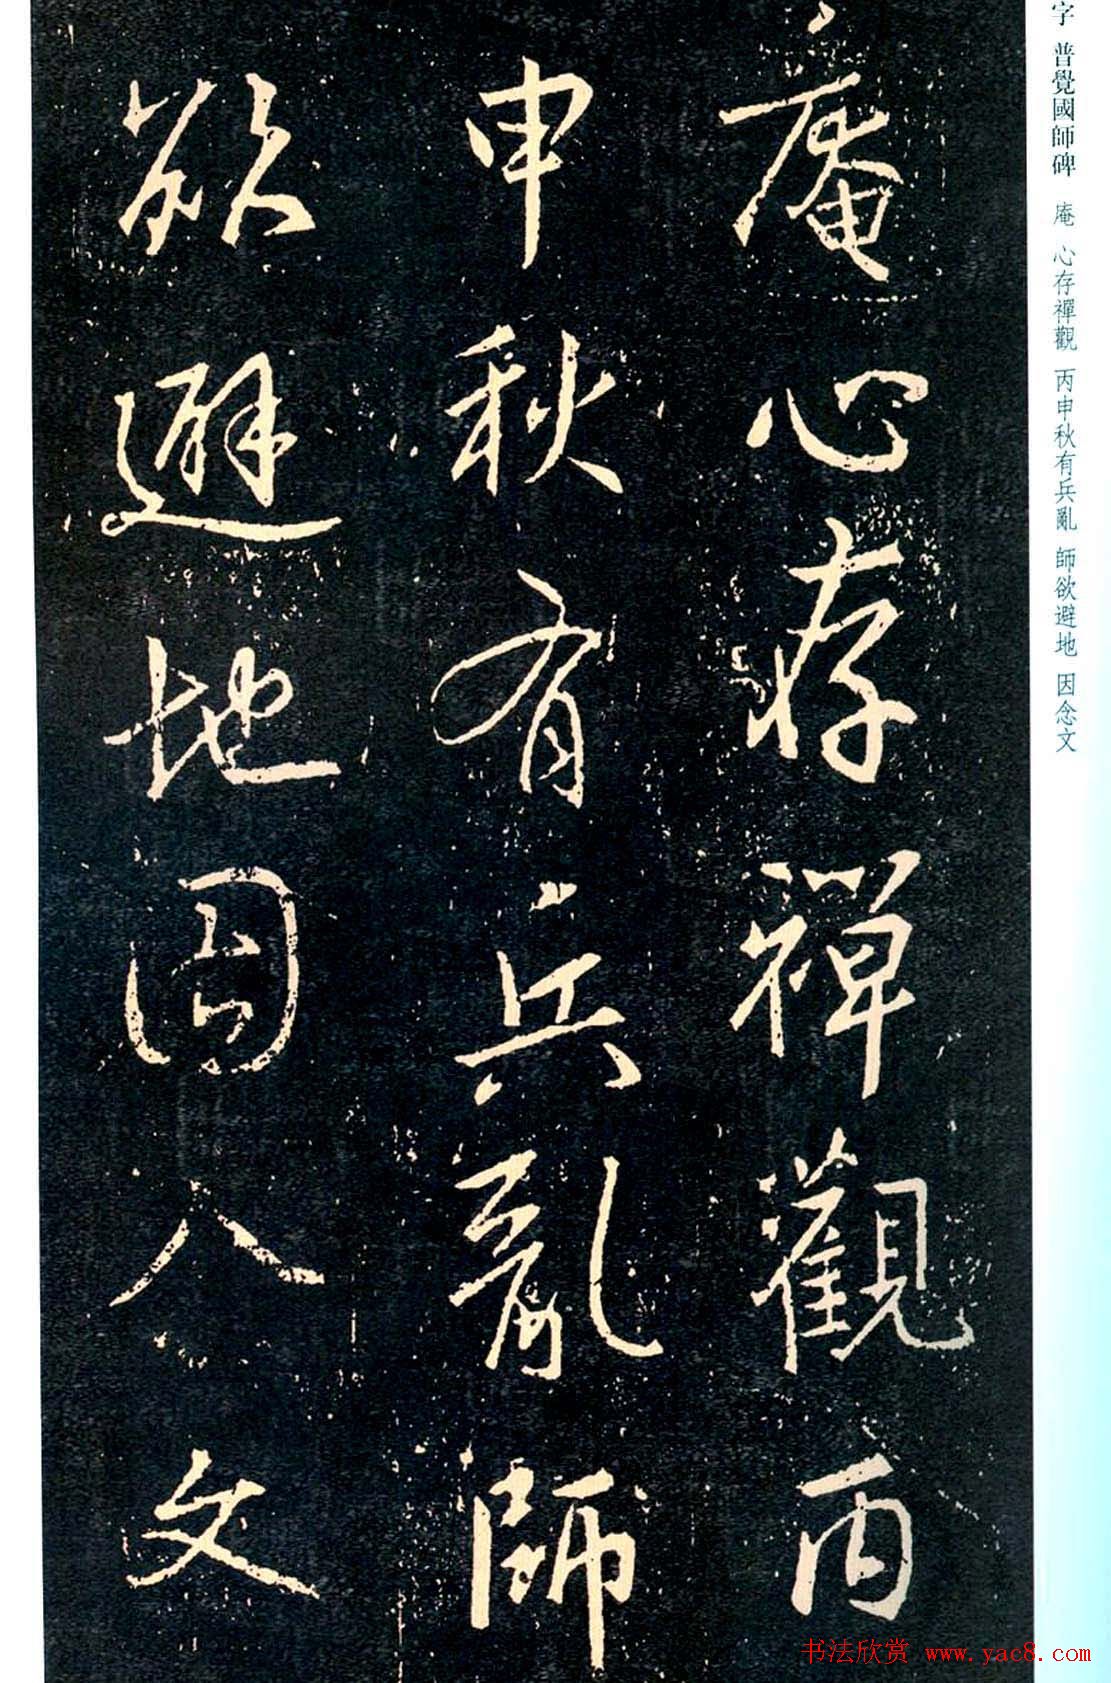 字 普覺國師碑 庵 心存禪觀 丙申秋有兵亂 師欲避地 因念文
庵心存禪觀丙
申秋有兵亂師
欲避地因念文
书法欣赏 www.yac8.com